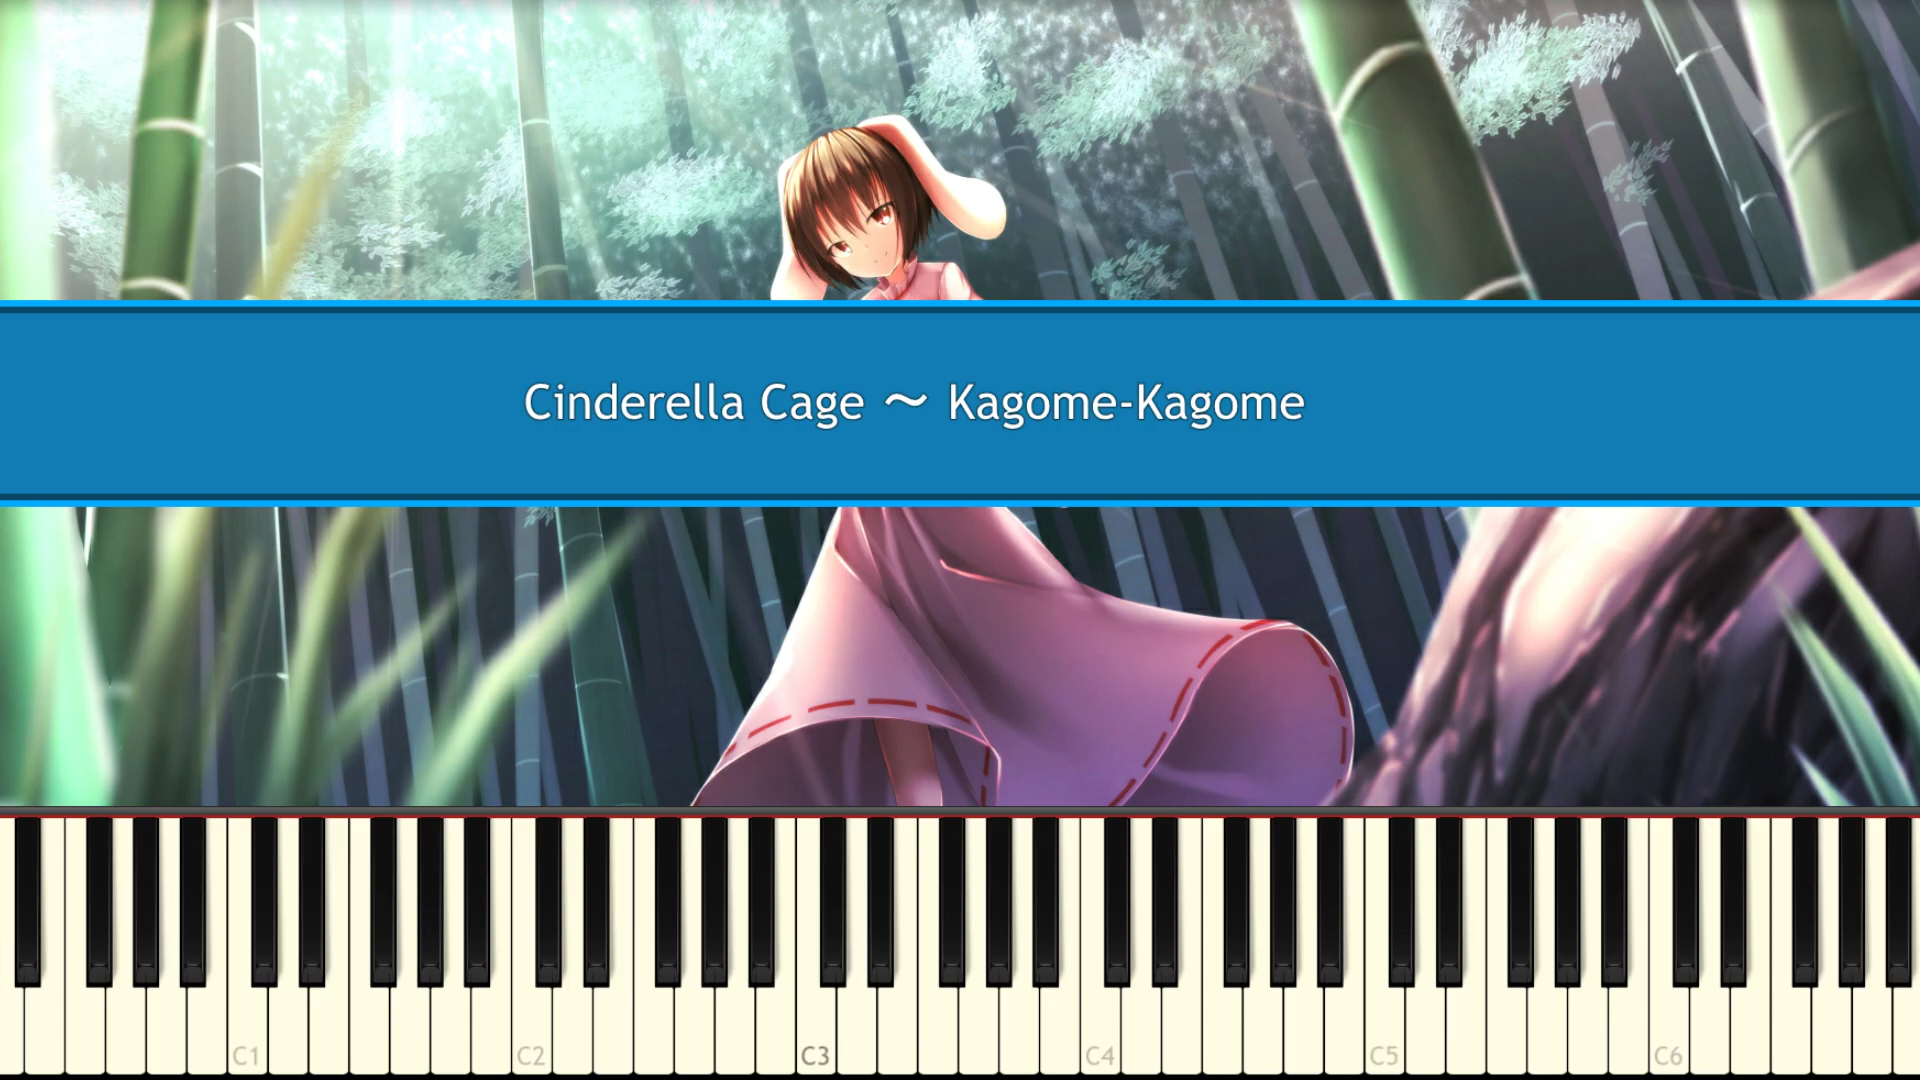 Cinderella Cage ～ Kagome-Kagome
C1 C2 C3 C4 C5 C6